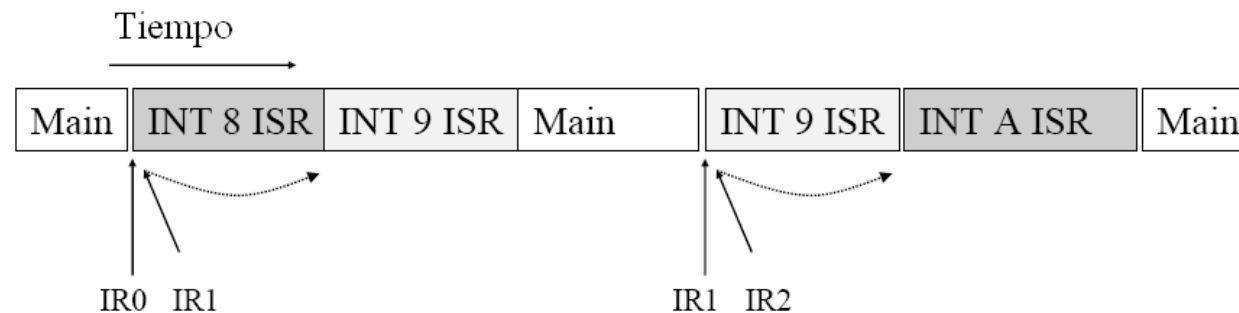 Tiempo
Main INT 8 ISR INT 9 ISR Main INT 9 ISR INT A ISR Main
IR0 IR1 IR1 IR2